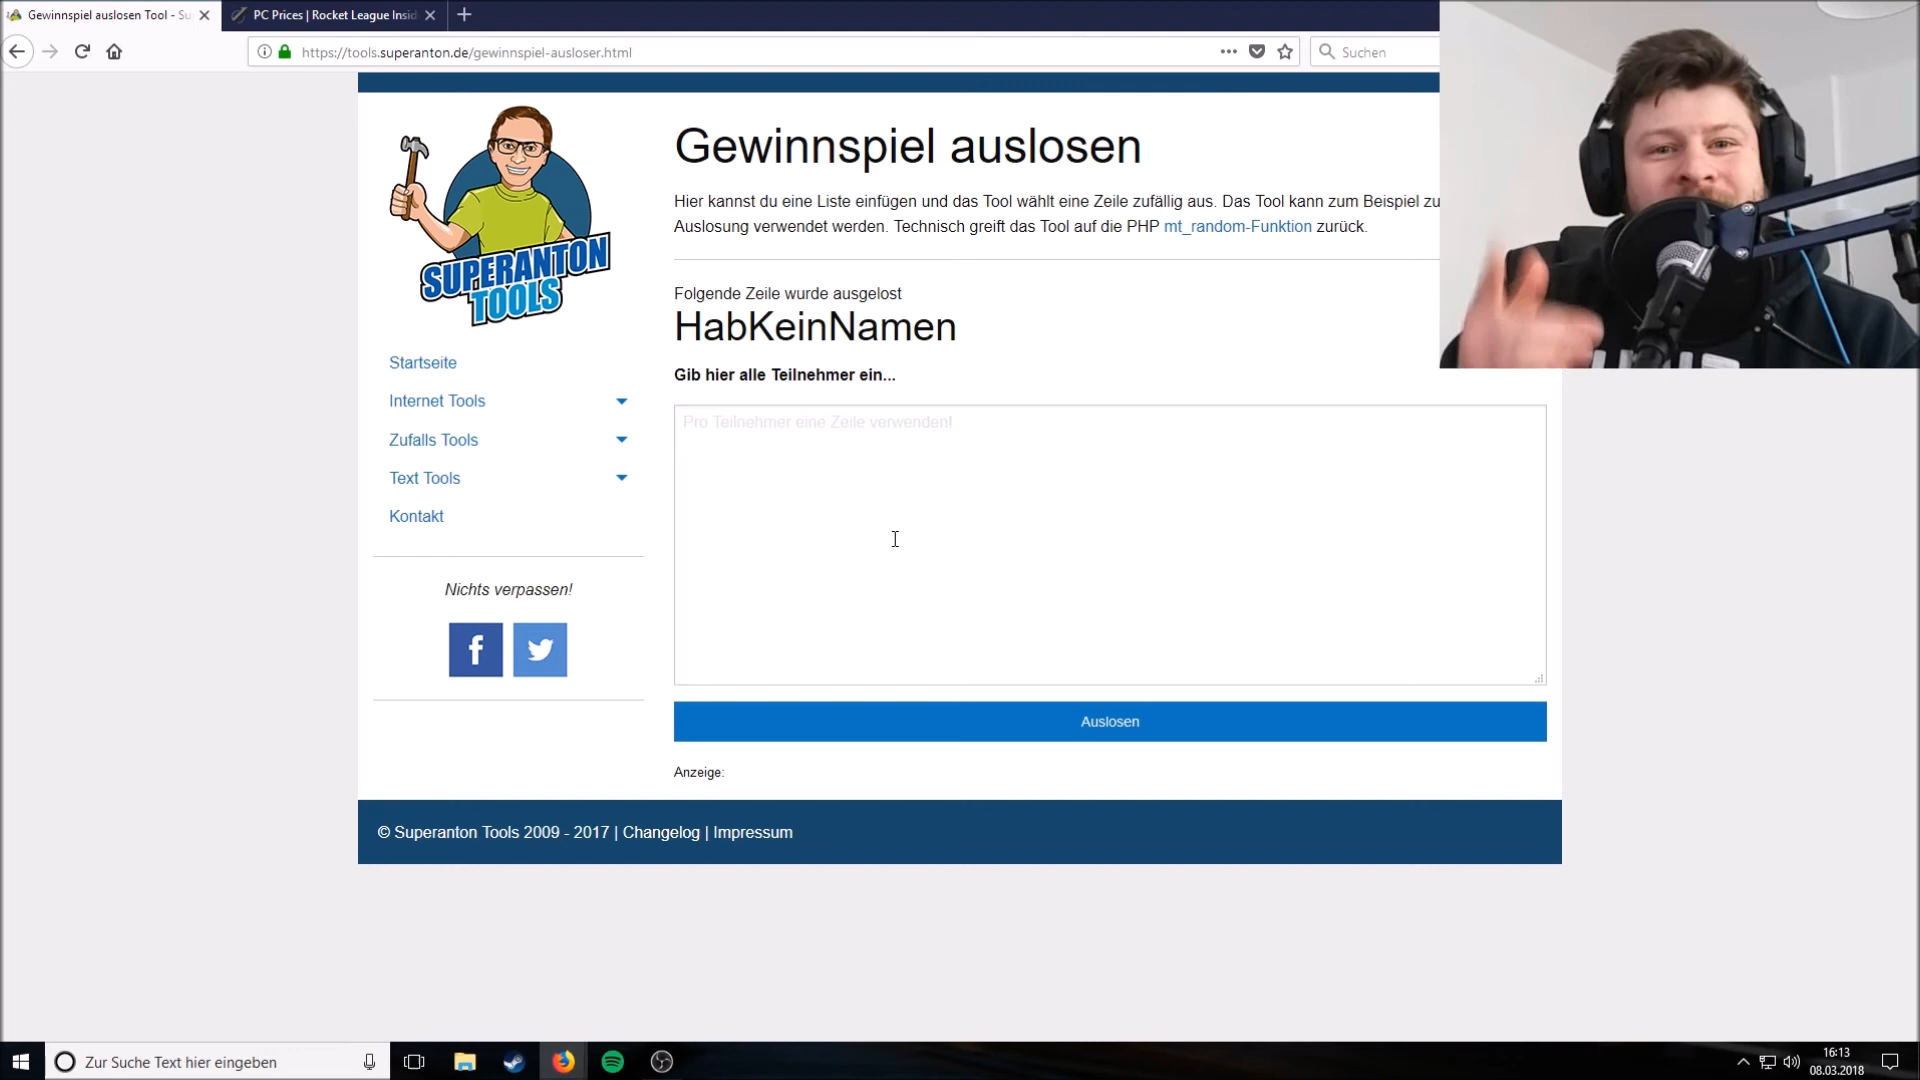 Gewinnspiel auslosen Tool - Su
PC Prices | Rocket League Insid
https://tools.superanton.de/gewinnspiel-ausloser.html
Suchen
SUPERANTON
TOOLS
Startseite
Internet Tools
Zufalls Tools
Text Tools
Kontakt
Nichts verpassen!
Gewinnspiel auslosen
Hier kannst du eine Liste einfügen und das Tool wählt eine Zeile zufällig aus. Das Tool kann zum Beispiel zu
Auslosung verwendet werden. Technisch greift das Tool auf die PHP mt_random-Funktion zurück.
Folgende Zeile wurde ausgelost
HabKeinNamen
Gib hier alle Teilnehmer ein...
Pro Teilnehmer eine Zeile verwenden!
Auslosen
Anzeige:
© Superanton Tools 2009 - 2017 | Changelog | Impressum
Zur Suche Text hier eingeben
16:13
08.03.2018